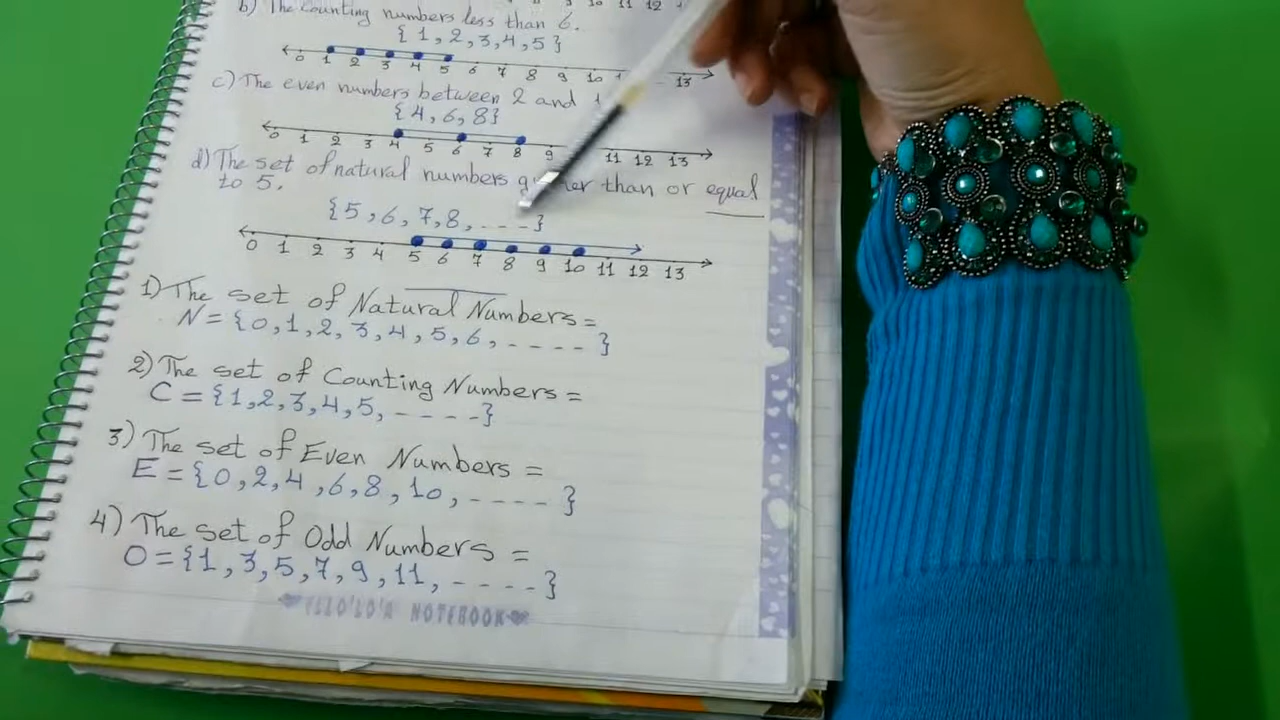 b) The counting numbers less than 6.
{1, 2, 3, 4, 5}
0 1 2 3 4 5 6 7 8 9 10 11 13
c) The even numbers between 2 and
{4, 6, 8}
0 1 2 3 4 5 6 7 8 9 11 12 13
d) The set of natural numbers than or equal
to 5.
{5, 6, 7, 8, - - - -}
0 1 2 3 4 5 6 7 8 9 10 11 12 13
1) The set of Natural Numbers =
N = {0, 1, 2, 3, 4, 5, 6, - - - - }
2) The set of Counting Numbers =
C = {1, 2, 3, 4, 5, - - - - }
3) The set of Even Numbers =
E = {0, 2, 4, 6, 8, 10, - - - - }
4) The set of Odd Numbers =
O = {1, 3, 5, 7, 9, 11, - - - - }
NOTEBOOK